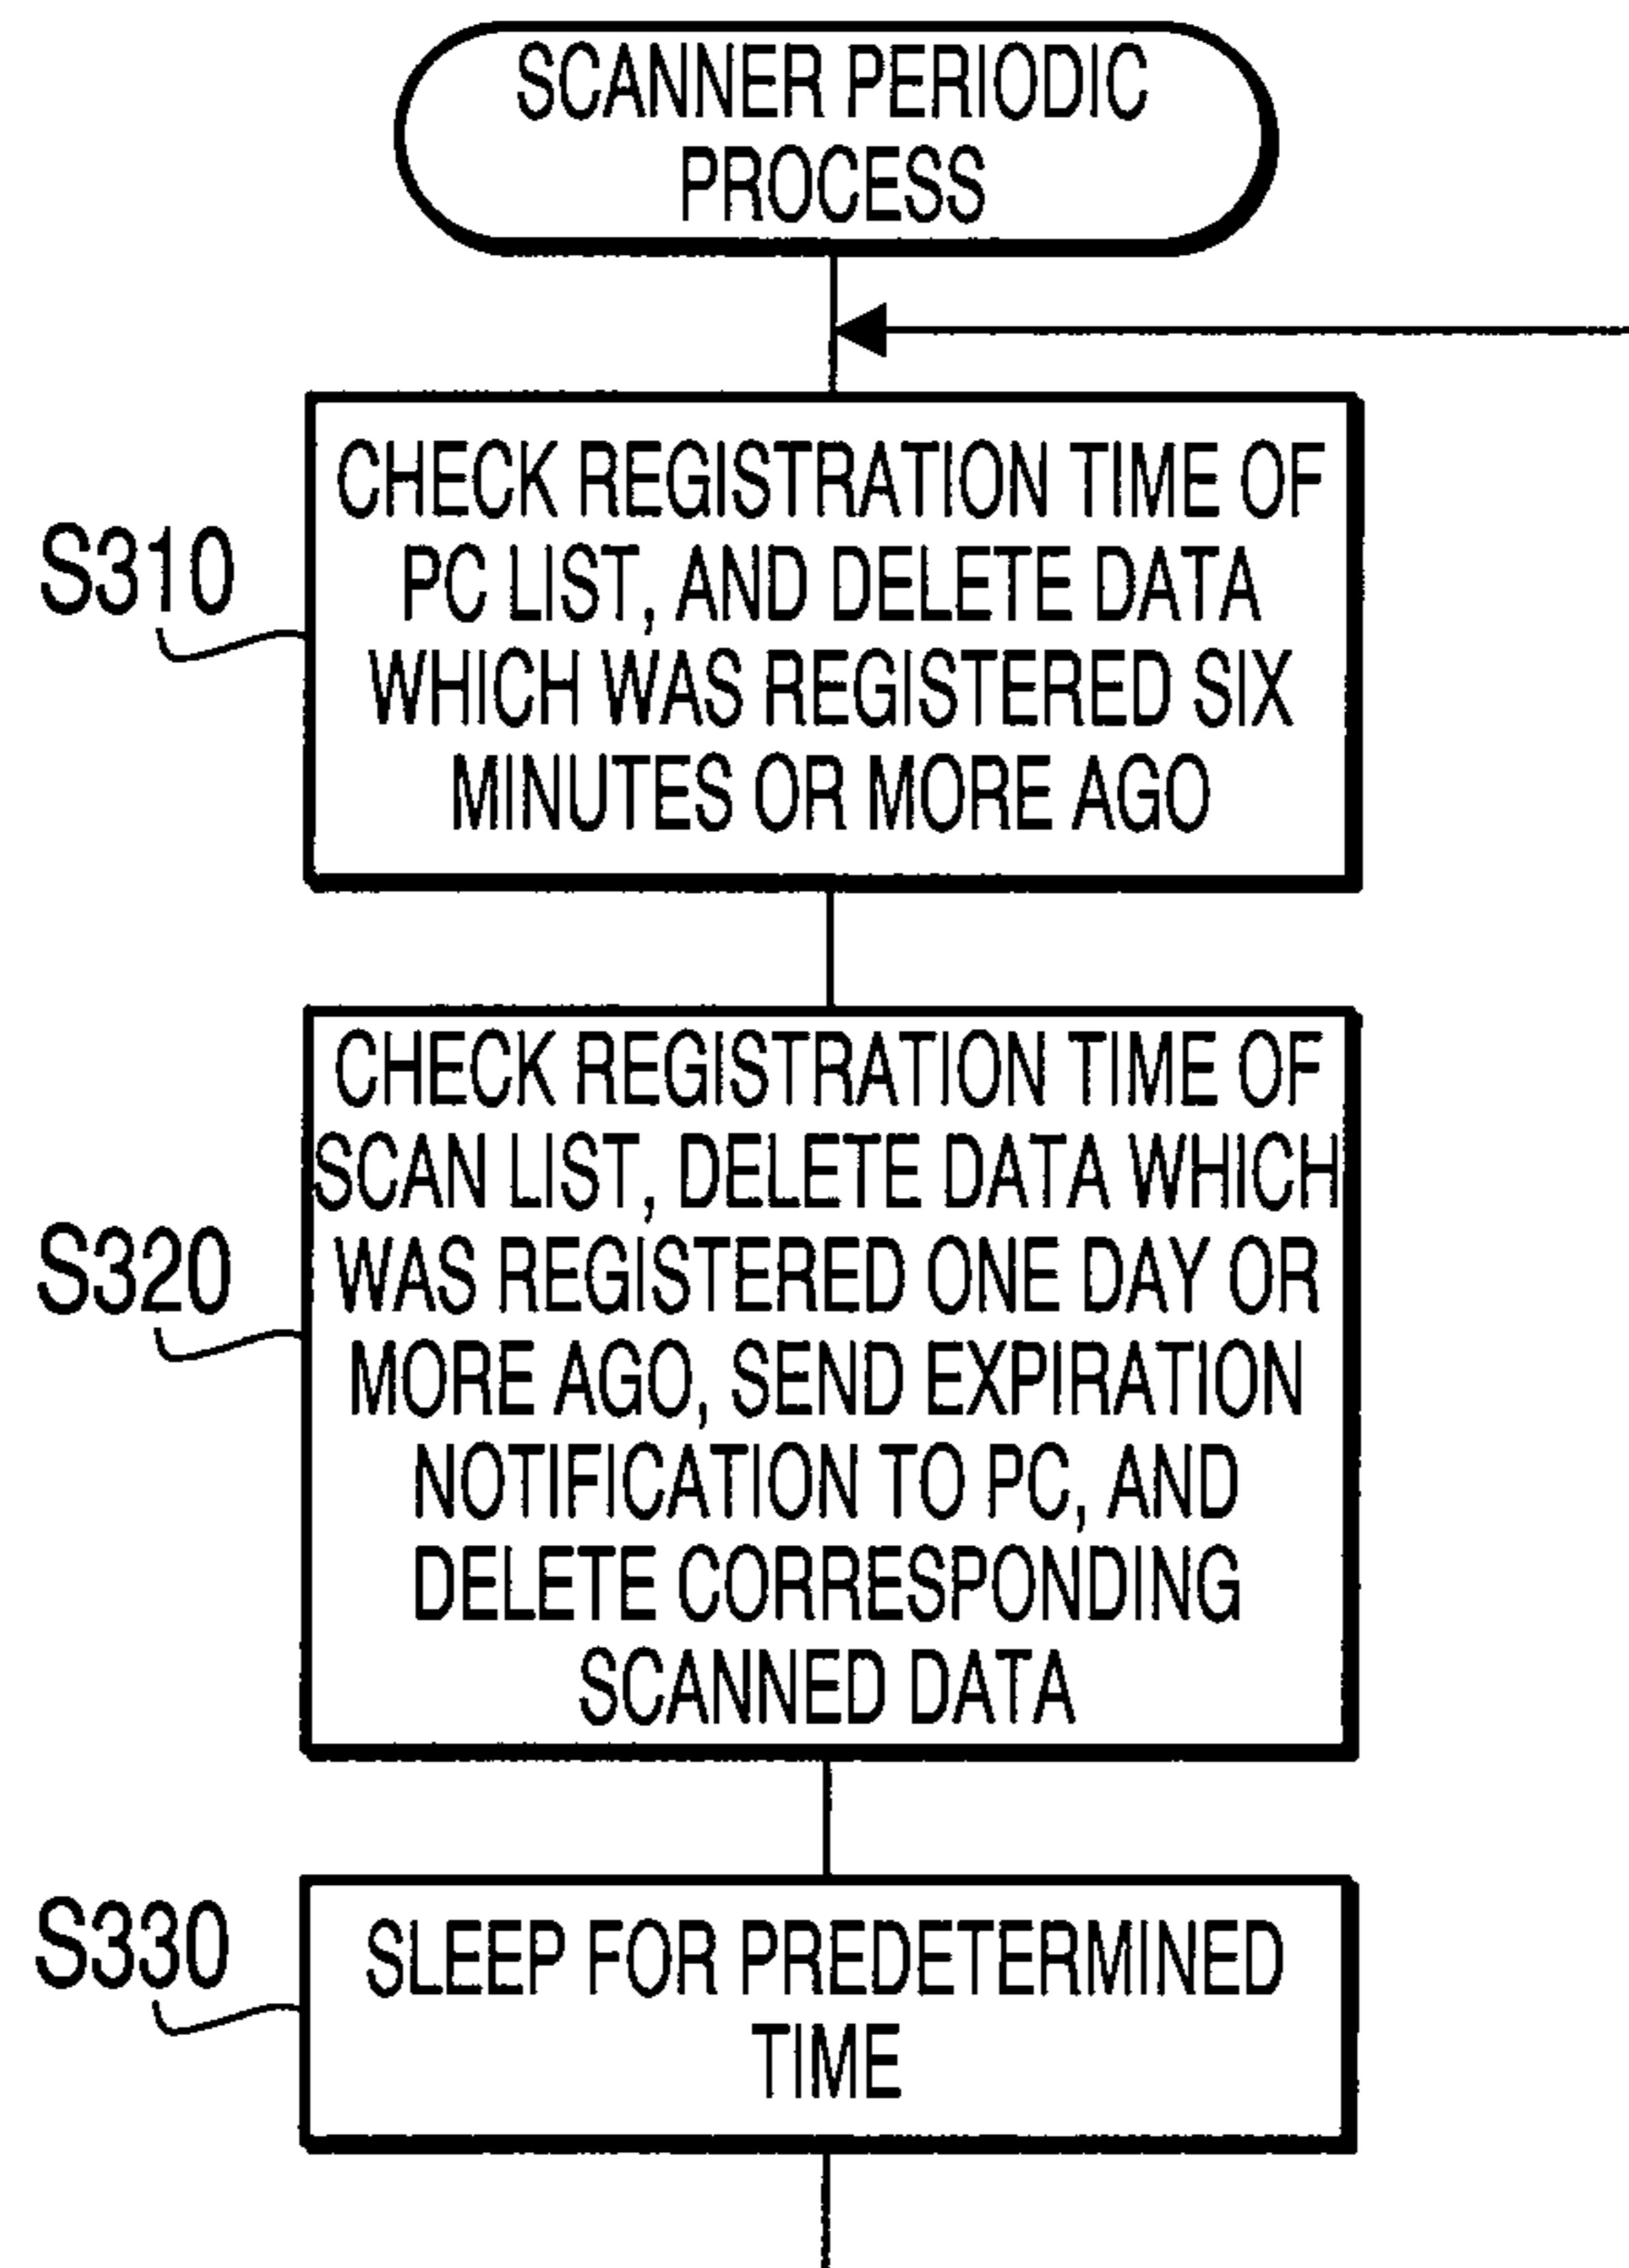 SCANNER PERIODIC
PROCESS
S310
CHECK REGISTRATION TIME OF
PC LIST, AND DELETE DATA
WHICH WAS REGISTERED SIX
MINUTES OR MORE AGO
S320
CHECK REGISTRATION TIME OF
SCAN LIST, DELETE DATA WHICH
WAS REGISTERED ONE DAY OR
MORE AGO, SEND EXPIRATION
NOTIFICATION TO PC, AND
DELETE CORRESPONDING
SCANNED DATA
S330
SLEEP FOR PREDETERMINED
TIME